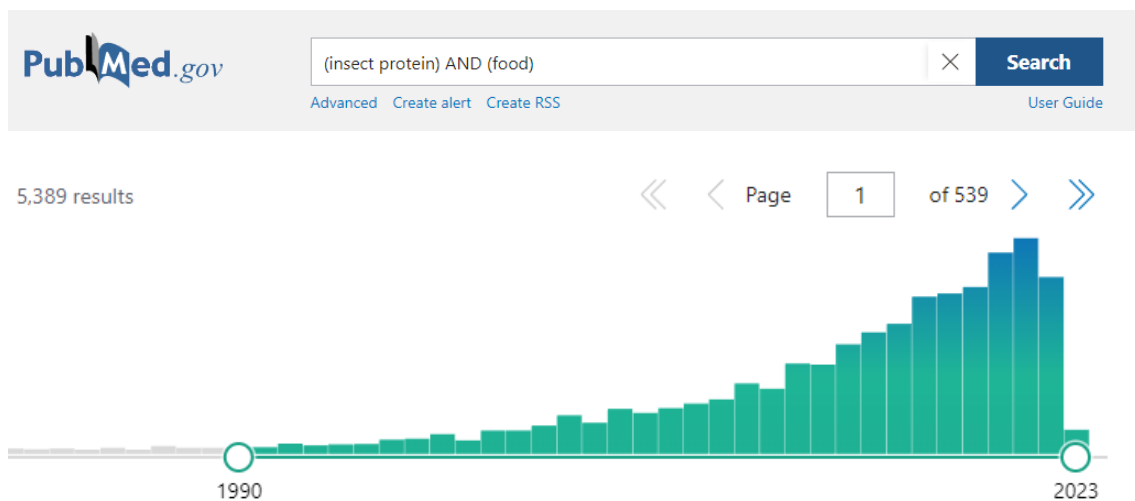 PubMed.gov
(insect protein) AND (food)
Search
Advanced Create alert Create RSS
User Guide
5,389 results
Page 1 of 539
1990
2023